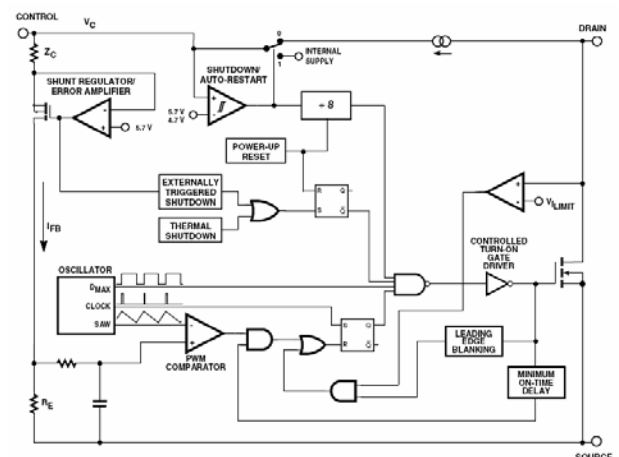 CONTROL
V_C
0
DRAIN
Z_C
1
INTERNAL
SUPPLY
SHUTDOWN/
AUTO-RESTART
SHUNT REGULATOR/
ERROR AMPLIFIER
+
-
÷ 8
-
+
5.7 V
5.7 V
4.7 V
-
POWER-UP
RESET
EXTERNALLY
TRIGGERED
SHUTDOWN
R Q
S Q̅
-
+
V_ILIMIT
THERMAL
SHUTDOWN
I_FB
CONTROLLED
TURN-ON
GATE
DRIVER
OSCILLATOR
D_MAX
CLOCK
SAW
-
+
S Q
R Q̅
PWM
COMPARATOR
LEADING
EDGE
BLANKING
MINIMUM
ON-TIME
DELAY
R_E
SOURCE